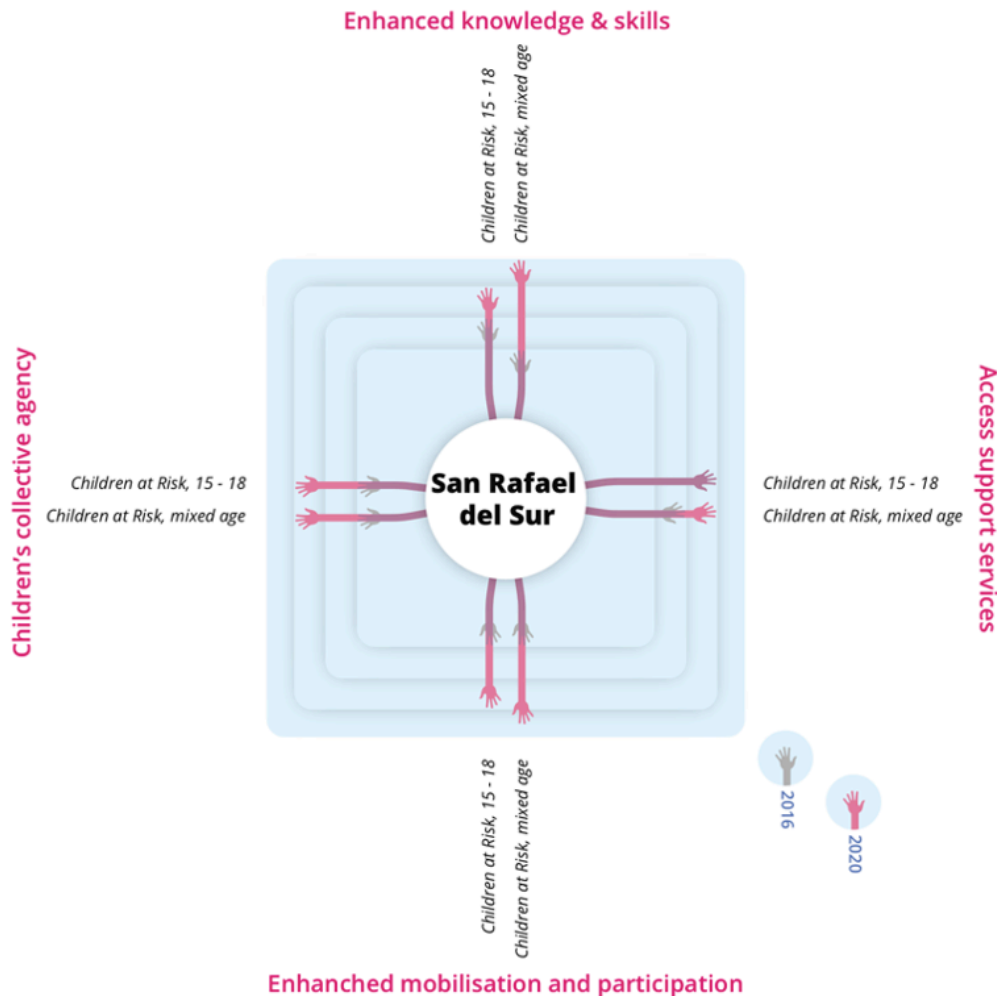 Enhanced knowledge & skills
Children at Risk, 15 - 18
Children at Risk, mixed age
Children's collective agency
Children at Risk, 15 - 18
Children at Risk, mixed age
San Rafael
del Sur
Children at Risk, 15 - 18
Children at Risk, mixed age
Access support services
Children at Risk, 15 - 18
Children at Risk, mixed age
2016
2020
Enhanched mobilisation and participation